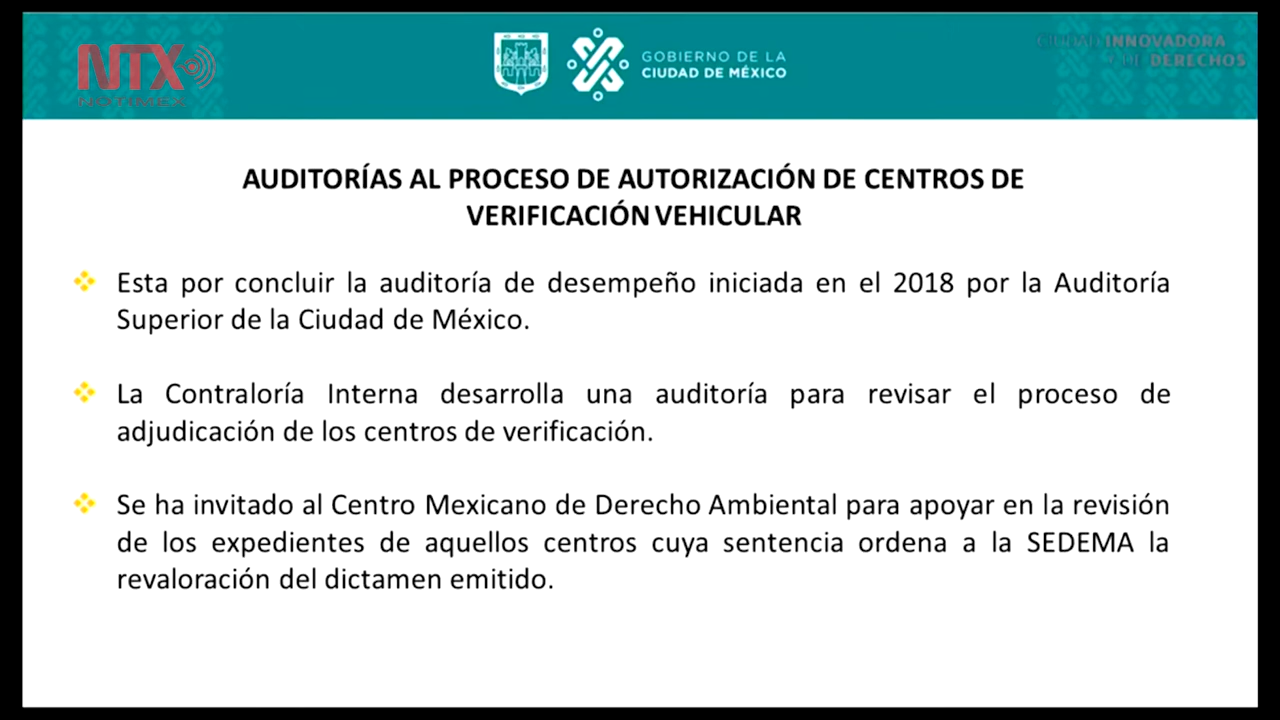 NTX
NOTIMEX
GOBIERNO DE LA
CIUDAD DE MÉXICO
CIUDAD INNOVADORA
Y DE DERECHOS
AUDITORÍAS AL PROCESO DE AUTORIZACIÓN DE CENTROS DE
VERIFICACIÓN VEHICULAR
Esta por concluir la auditoría de desempeño iniciada en el 2018 por la Auditoría
Superior de la Ciudad de México.
La Contraloría Interna desarrolla una auditoría para revisar el proceso de
adjudicación de los centros de verificación.
Se ha invitado al Centro Mexicano de Derecho Ambiental para apoyar en la revisión
de los expedientes de aquellos centros cuya sentencia ordena a la SEDEMA la
revaloración del dictamen emitido.